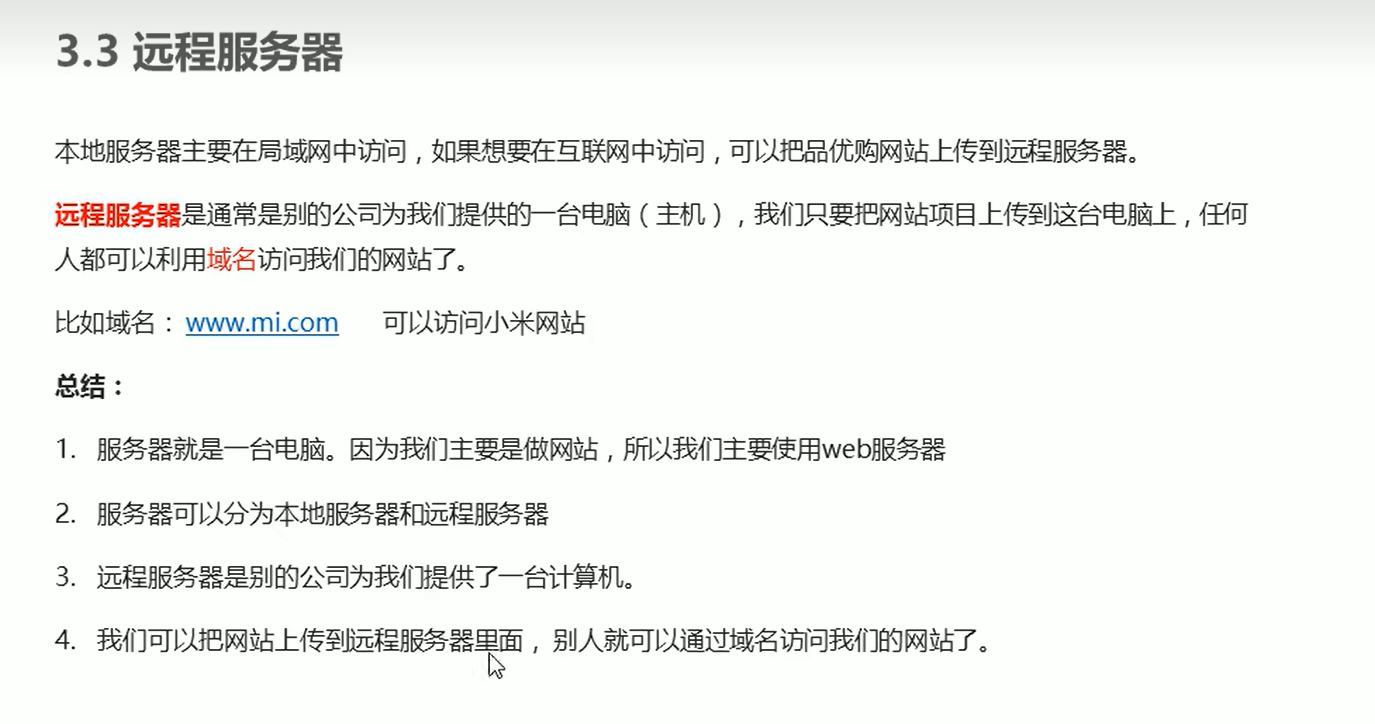 3.3 远程服务器
本地服务器主要在局域网中访问，如果想要在互联网中访问，可以把品优购网站上传到远程服务器。
远程服务器是通常是别的公司为我们提供的一台电脑（主机），我们只要把网站项目上传到这台电脑上，任何
人都可以利用域名访问我们的网站了。
比如域名：www.mi.com 可以访问小米网站
总结：
1. 服务器就是一台电脑。因为我们主要是做网站，所以我们主要使用web服务器
2. 服务器可以分为本地服务器和远程服务器
3. 远程服务器是别的公司为我们提供了一台计算机。
4. 我们可以把网站上传到远程服务器里面，别人就可以通过域名访问我们的网站了。